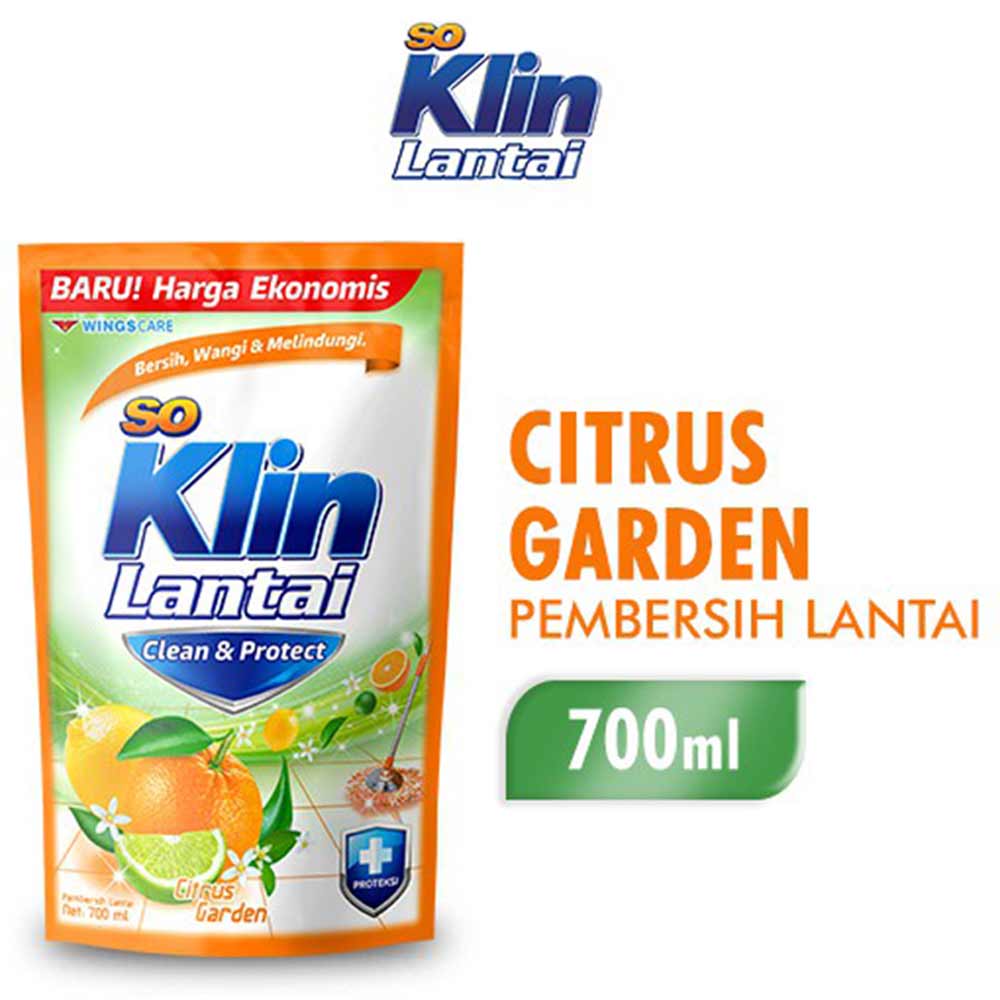 SO
Klin
Lantai
BARU! Harga Ekonomis
WINGSCARE
Bersih, Wangi & Melindungi.
SO
Klin
Lantai
Clean & Protect
PROTEKSI
Citrus
Garden
Pembersih Lantai
Net. 700 ml
CITRUS
GARDEN
PEMBERSIH LANTAI
700ml